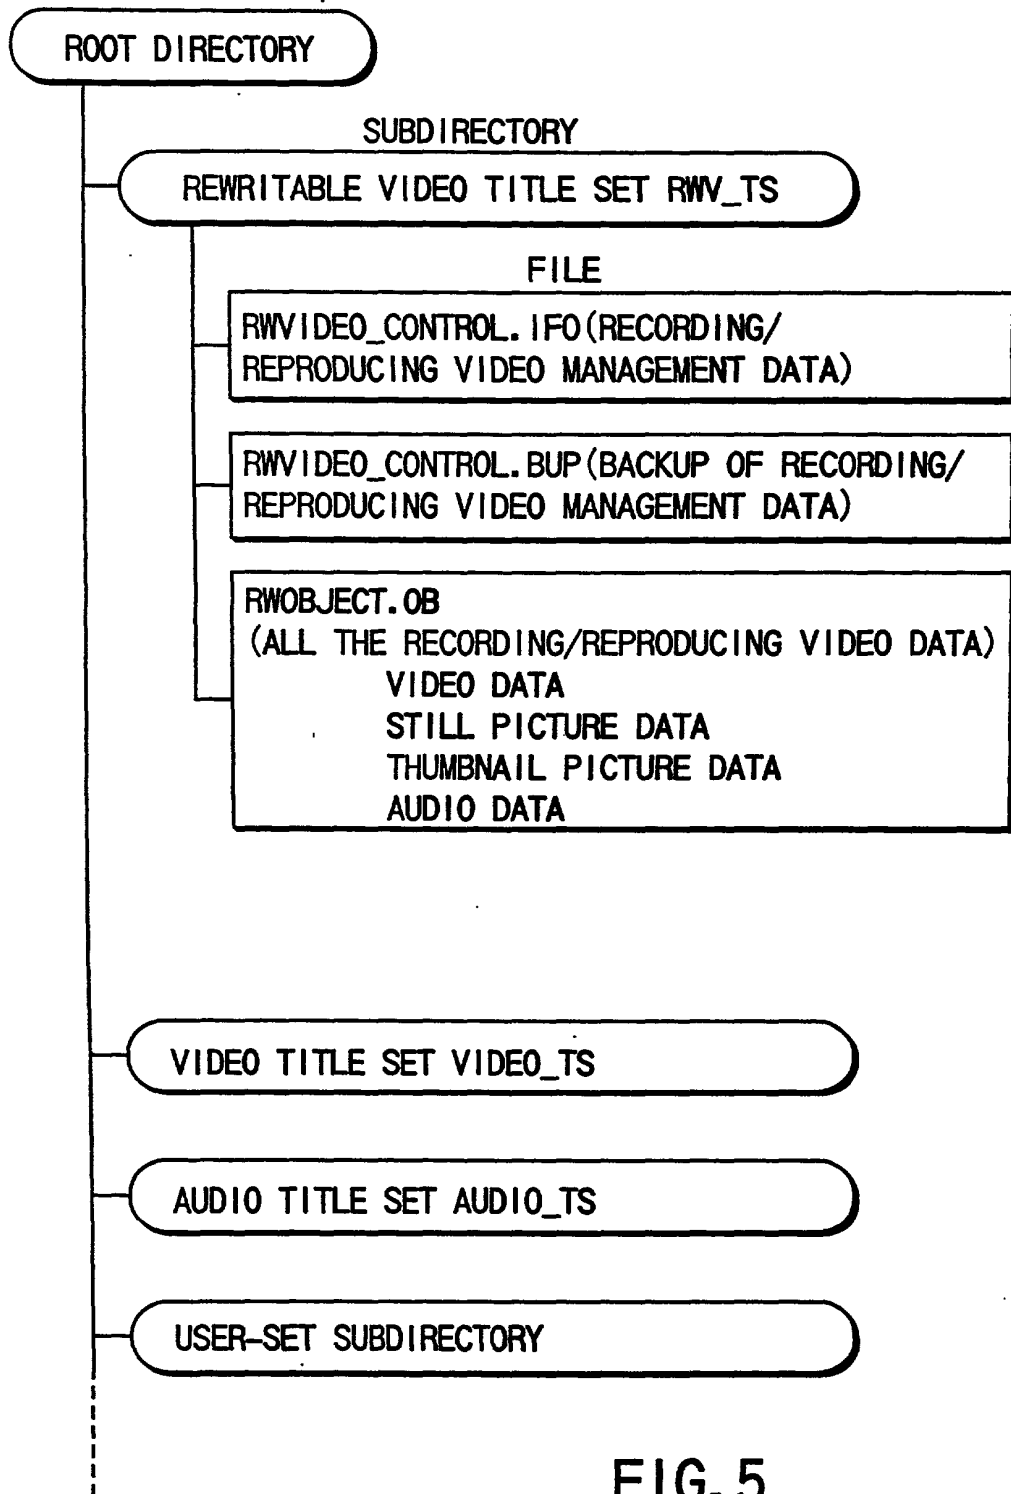 ROOT DIRECTORY
SUBDIRECTORY
REWRITABLE VIDEO TITLE SET RWV_TS
FILE
RWVIDEO_CONTROL.IFO(RECORDING/
REPRODUCING VIDEO MANAGEMENT DATA)
RWVIDEO_CONTROL.BUP(BACKUP OF RECORDING/
REPRODUCING VIDEO MANAGEMENT DATA)
RWOBJECT.OB
(ALL THE RECORDING/REPRODUCING VIDEO DATA)
VIDEO DATA
STILL PICTURE DATA
THUMBNAIL PICTURE DATA
AUDIO DATA
VIDEO TITLE SET VIDEO_TS
AUDIO TITLE SET AUDIO_TS
USER-SET SUBDIRECTORY
FIG.5